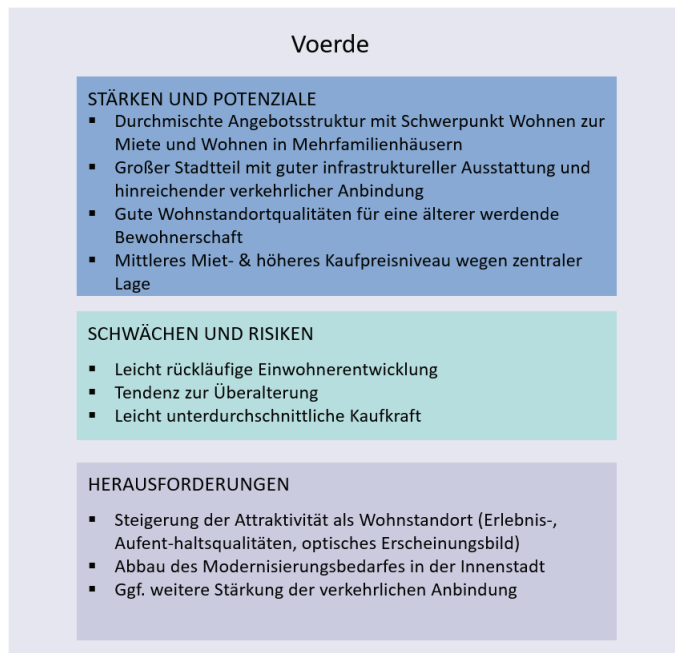 Voerde
STÄRKEN UND POTENZIALE
▪ Durchmischte Angebotsstruktur mit Schwerpunkt Wohnen zur
Miete und Wohnen in Mehrfamilienhäusern
▪ Großer Stadtteil mit guter infrastruktureller Ausstattung und
hinreichender verkehrlicher Anbindung
▪ Gute Wohnstandortqualitäten für eine älterer werdende
Bewohnerschaft
▪ Mittleres Miet- & höheres Kaufpreisniveau wegen zentraler
Lage
SCHWÄCHEN UND RISIKEN
▪ Leicht rückläufige Einwohnerentwicklung
▪ Tendenz zur Überalterung
▪ Leicht unterdurchschnittliche Kaufkraft
HERAUSFORDERUNGEN
▪ Steigerung der Attraktivität als Wohnstandort (Erlebnis-,
Aufent-haltsqualitäten, optisches Erscheinungsbild)
▪ Abbau des Modernisierungsbedarfes in der Innenstadt
▪ Ggf. weitere Stärkung der verkehrlichen Anbindung